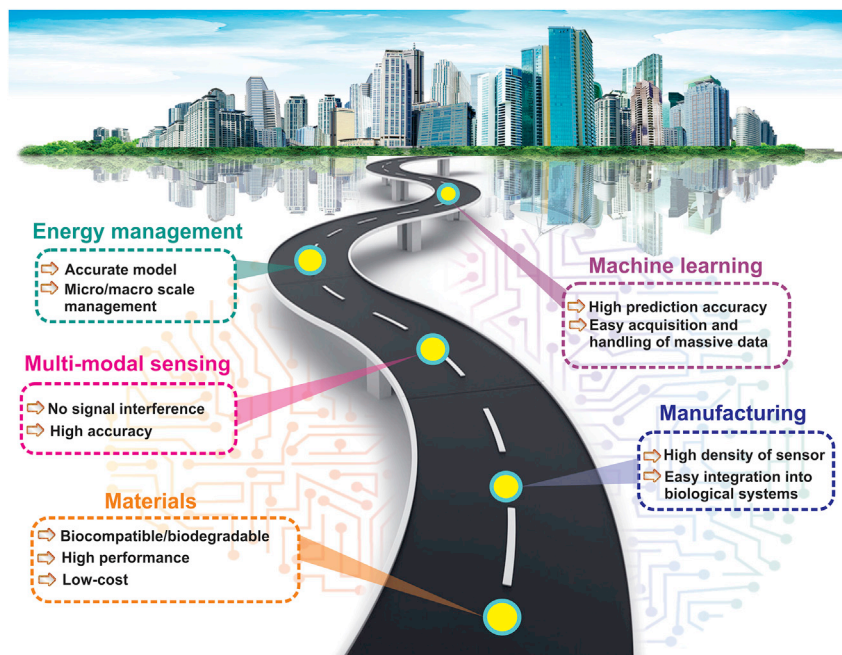 Energy management
Accurate model
Micro/macro scale
management
Machine learning
High prediction accuracy
Easy acquisition and
handling of massive data
Multi-modal sensing
No signal interference
High accuracy
Manufacturing
High density of sensor
Easy integration into
biological systems
Materials
Biocompatible/biodegradable
High performance
Low-cost